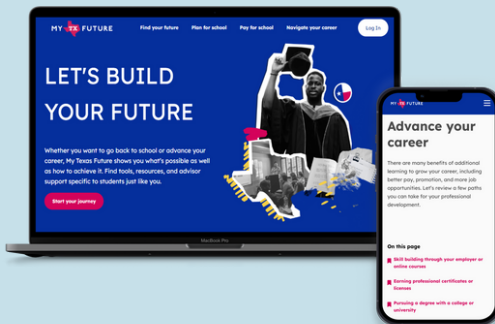 MY TX FUTURE
Find your future
Plan for school
Pay for school
Navigate your career
Log In
LET'S BUILD
YOUR FUTURE
Whether you want to go back to school or advance your
career, My Texas Future shows you what's possible as well
as how to achieve it. Find tools, resources, and advisor
support specific to students just like you.
Start your journey
MacBook Pro
MY TX FUTURE
Advance your
career
There are many benefits of additional
learning to grow your career, including
better pay, promotion, and more job
opportunities. Let's review a few paths
you can take for your professional
development.
On this page
Skill building through your employer or
online courses
Earning professional certificates or
licenses
Pursuing a degree with a college or
university